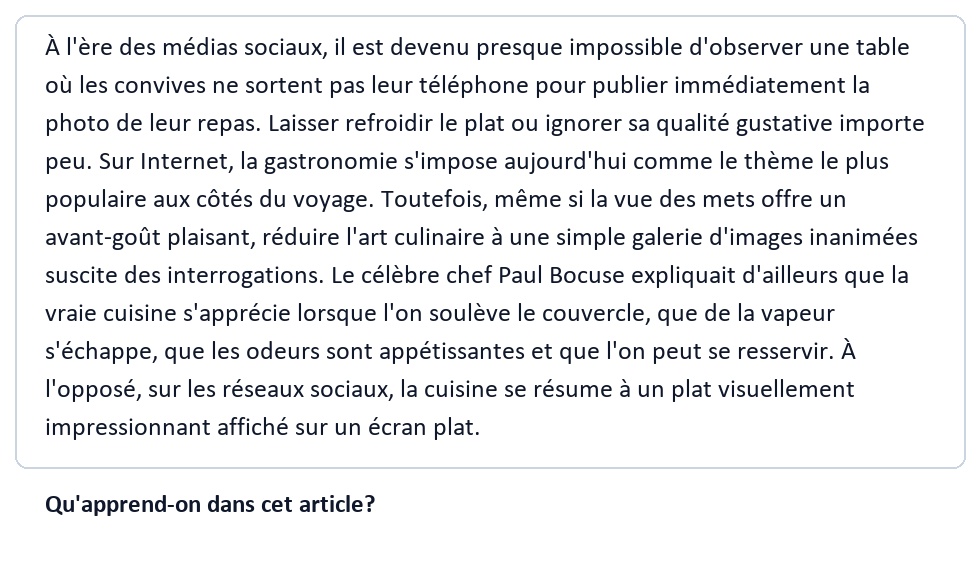 À l'ère des médias sociaux, il est devenu presque impossible d'observer une table
où les convives ne sortent pas leur téléphone pour publier immédiatement la
photo de leur repas. Laisser refroidir le plat ou ignorer sa qualité gustative importe
peu. Sur Internet, la gastronomie s'impose aujourd'hui comme le thème le plus
populaire aux côtés du voyage. Toutefois, même si la vue des mets offre un
avant-goût plaisant, réduire l'art culinaire à une simple galerie d'images inanimées
suscite des interrogations. Le célèbre chef Paul Bocuse expliquait d'ailleurs que la
vraie cuisine s'apprécie lorsque l'on soulève le couvercle, que de la vapeur
s'échappe, que les odeurs sont appétissantes et que l'on peut se resservir. À
l'opposé, sur les réseaux sociaux, la cuisine se résume à un plat visuellement
impressionnant affiché sur un écran plat.
Qu'apprend-on dans cet article?